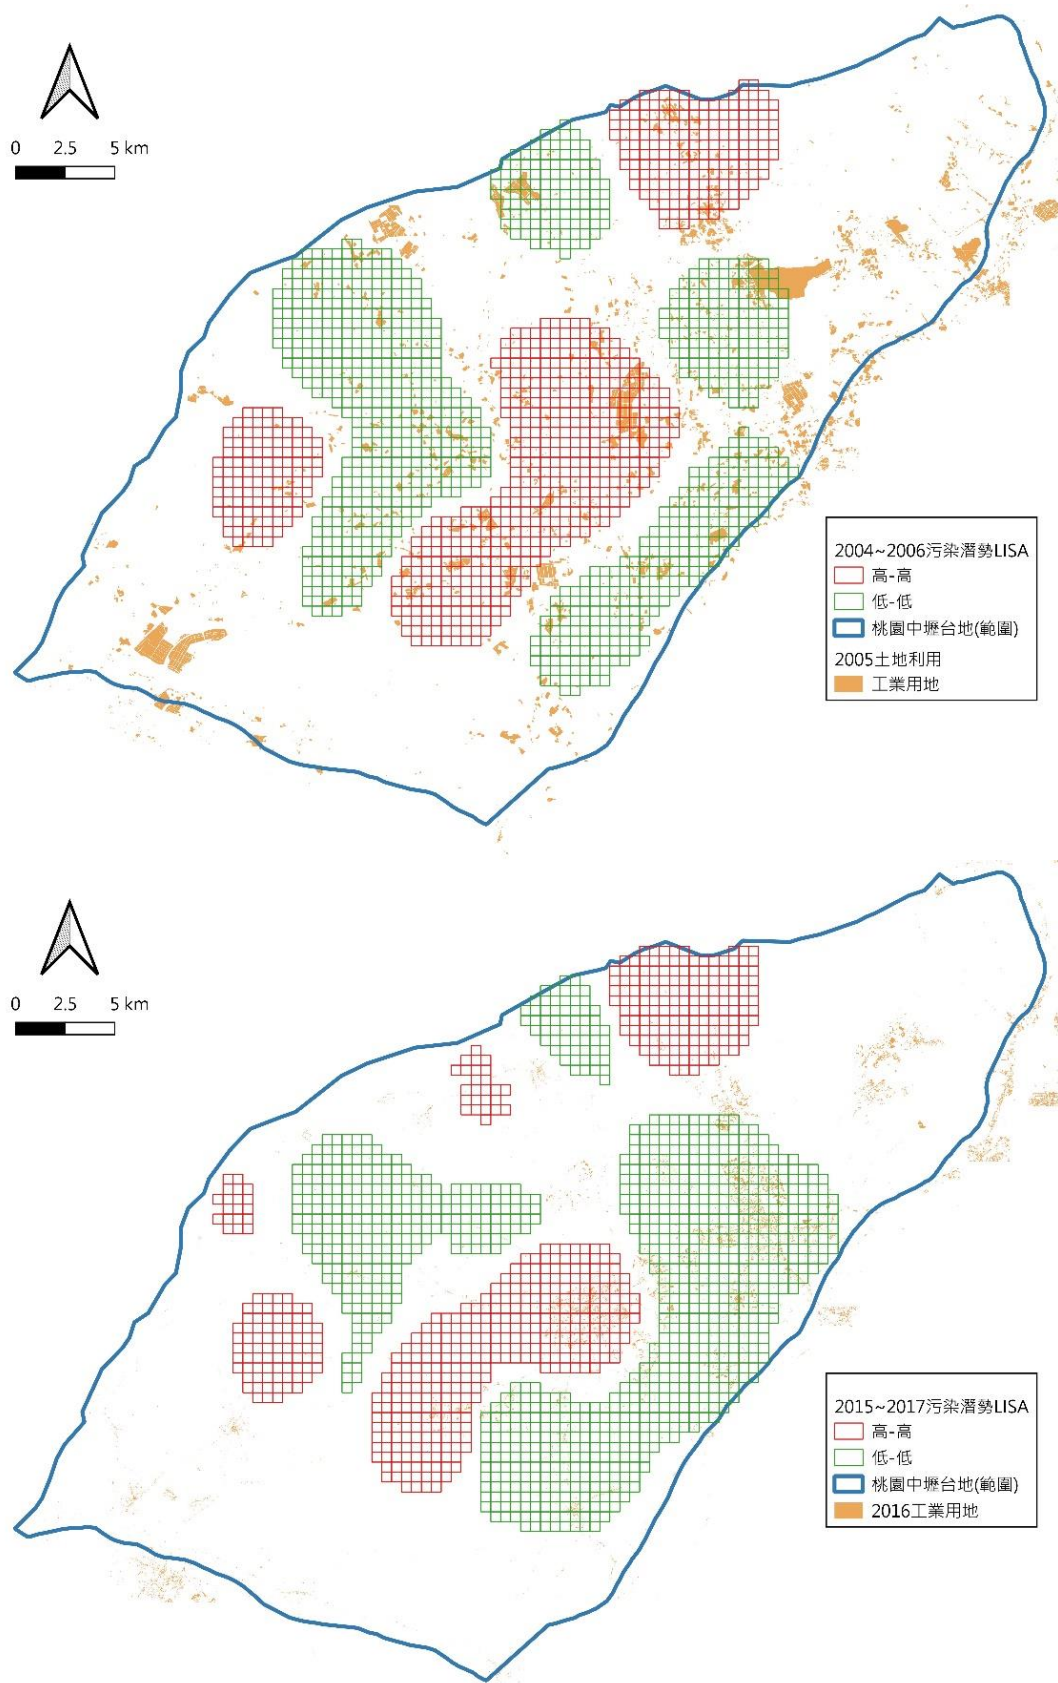 0 2.5 5 km
2004~2006污染潛勢LISA
高-高
低-低
桃園中壢台地(範圍)
2005土地利用
工業用地
0 2.5 5 km
2015~2017污染潛勢LISA
高-高
低-低
桃園中壢台地(範圍)
2016工業用地